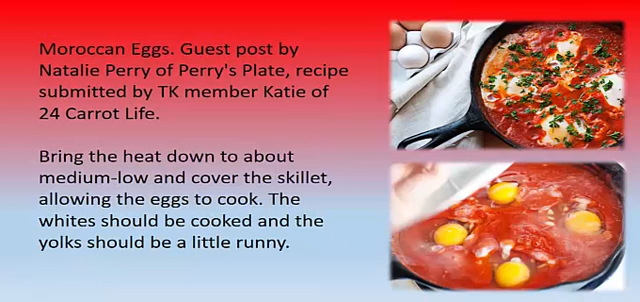 Moroccan Eggs. Guest post by
Natalie Perry of Perry's Plate, recipe
submitted by TK member Katie of
24 Carrot Life.
Bring the heat down to about
medium-low and cover the skillet,
allowing the eggs to cook. The
whites should be cooked and the
yolks should be a little runny.